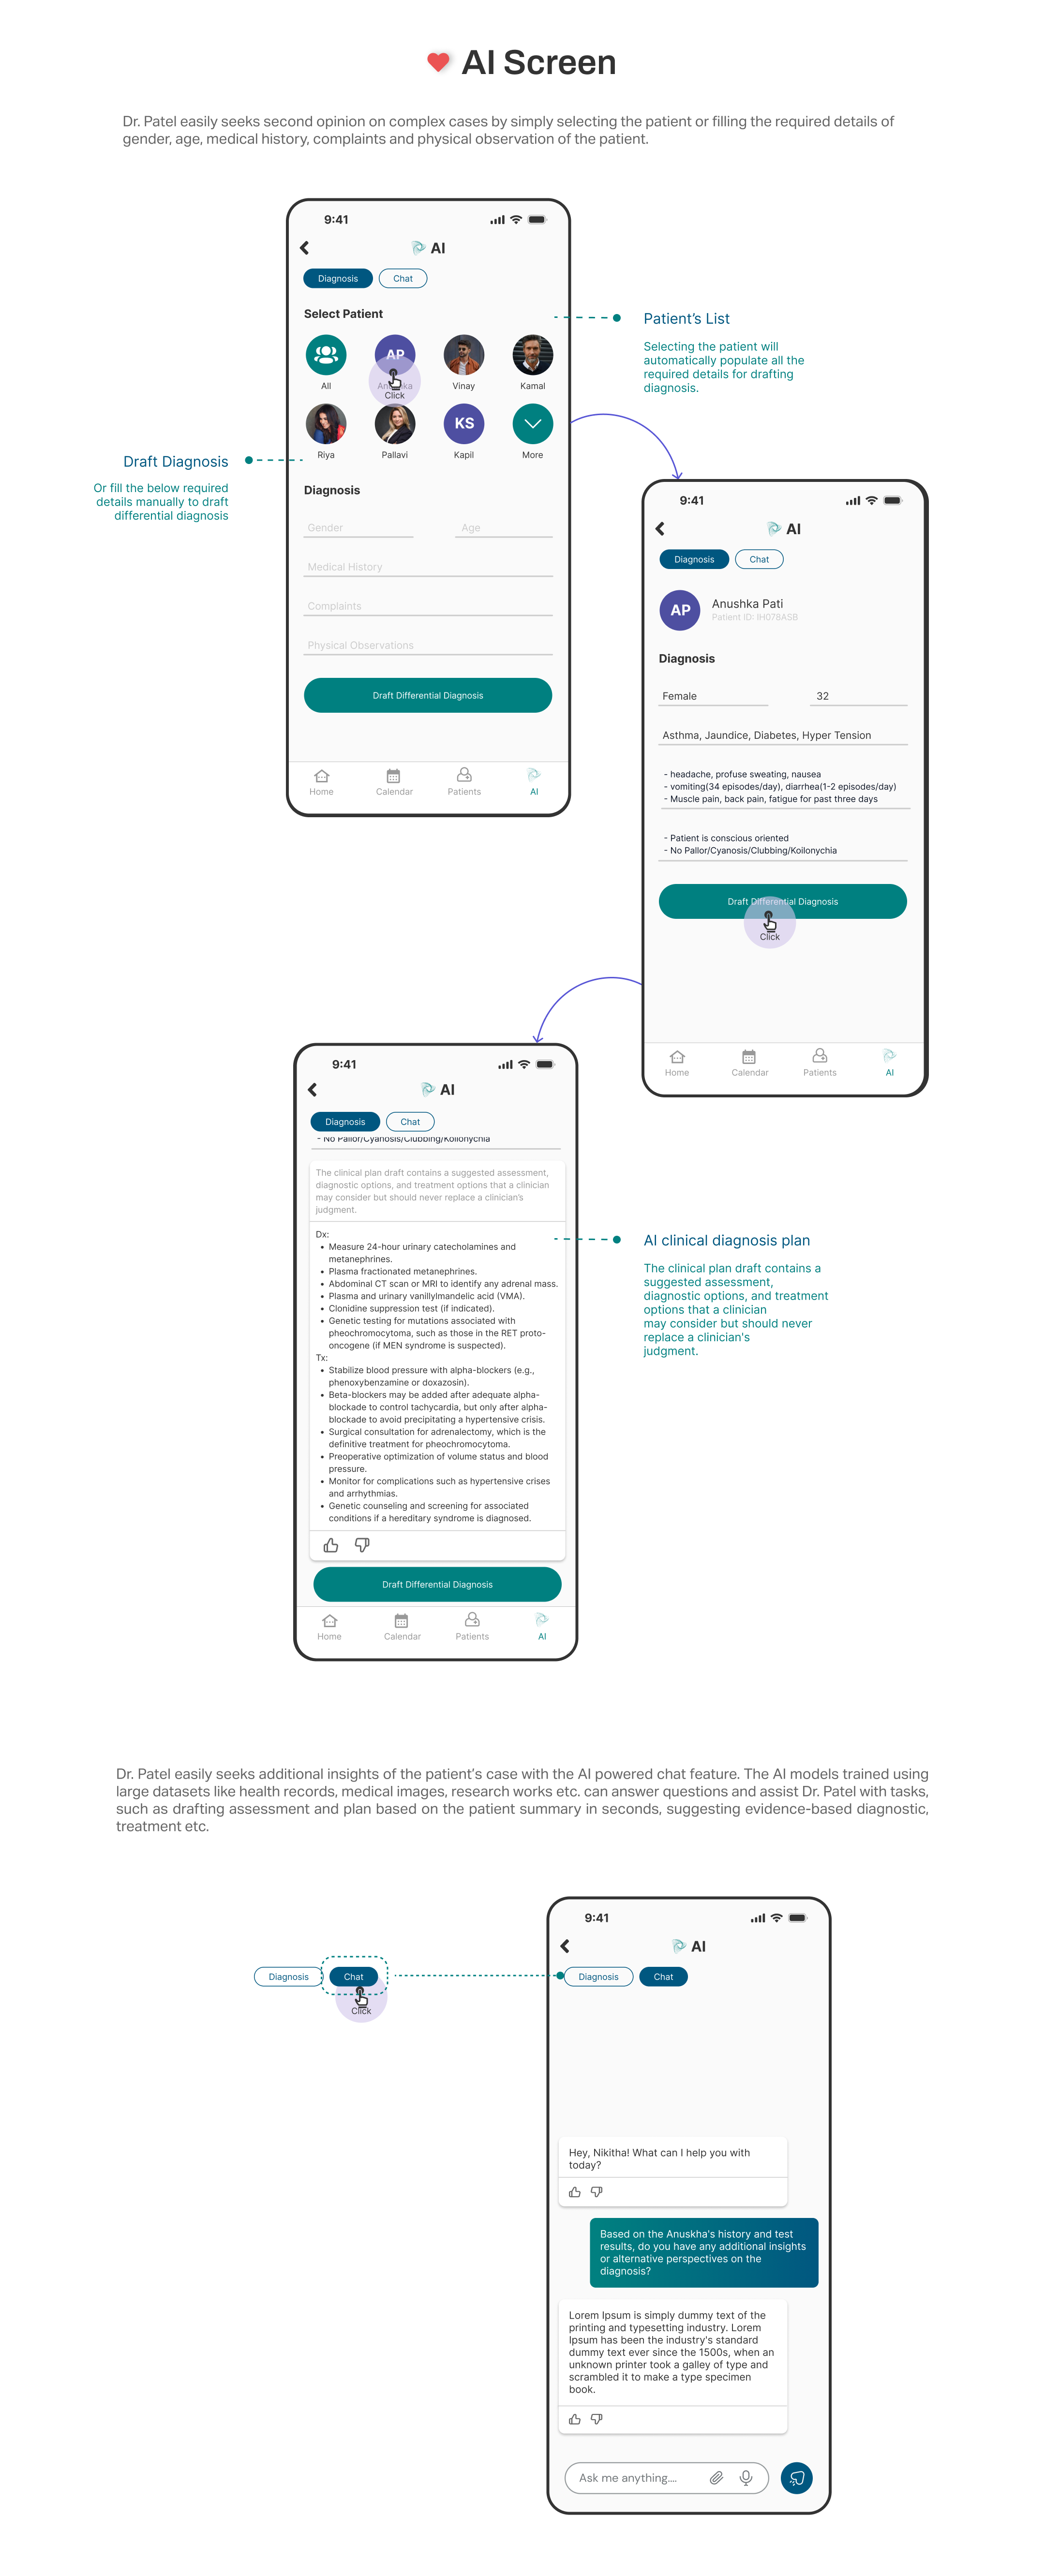 AI Screen
Dr. Patel easily seeks second opinion on complex cases by simply selecting the patient or filling the required details of
gender, age, medical history, complaints and physical observation of the patient.
9:41
AI
Diagnosis Chat
Select Patient
AP
All Anushka Vinay Kamal
Click
KS
Riya Pallavi Kapil More
Diagnosis
Gender Age
Medical History
Complaints
Physical Observations
Draft Differential Diagnosis
Home Calendar Patients AI
Patient's List
Selecting the patient will
automatically populate all the
required details for drafting
diagnosis.
Draft Diagnosis
Or fill the below required
details manually to draft
differential diagnosis
9:41
AI
Diagnosis Chat
AP
Anushka Pati
Patient ID: IH078ASB
Diagnosis
Female 32
Asthma, Jaundice, Diabetes, Hyper Tension
- headache, profuse sweating, nausea
- vomiting(34 episodes/day), diarrhea(1-2 episodes/day)
- Muscle pain, back pain, fatigue for past three days
- Patient is conscious oriented
- No Pallor/Cyanosis/Clubbing/Koilonychia
Draft Differential Diagnosis
Click
Home Calendar Patients AI
9:41
AI
Diagnosis Chat
- No Pallor/Cyanosis/Clubbing/Koilonychia
The clinical plan draft contains a suggested assessment,
diagnostic options, and treatment options that a clinician
may consider but should never replace a clinician's
judgment.
Dx:
• Measure 24-hour urinary catecholamines and
metanephrines.
• Plasma fractionated metanephrines.
• Abdominal CT scan or MRI to identify any adrenal mass.
• Plasma and urinary vanillylmandelic acid (VMA).
• Clonidine suppression test (if indicated).
• Genetic testing for mutations associated with
pheochromocytoma, such as those in the RET proto-
oncogene (if MEN syndrome is suspected).
Tx:
• Stabilize blood pressure with alpha-blockers (e.g.,
phenoxybenzamine or doxazosin).
• Beta-blockers may be added after adequate alpha-
blockade to control tachycardia, but only after alpha-
blockade to avoid precipitating a hypertensive crisis.
• Surgical consultation for adrenalectomy, which is the
definitive treatment for pheochromocytoma.
• Preoperative optimization of volume status and blood
pressure.
• Monitor for complications such as hypertensive crises
and arrhythmias.
• Genetic counseling and screening for associated
conditions if a hereditary syndrome is diagnosed.
Draft Differential Diagnosis
Home Calendar Patients AI
AI clinical diagnosis plan
The clinical plan draft contains a
suggested assessment,
diagnostic options, and treatment
options that a clinician
may consider but should never
replace a clinician's
judgment.
Dr. Patel easily seeks additional insights of the patient's case with the AI powered chat feature. The AI models trained using
large datasets like health records, medical images, research works etc. can answer questions and assist Dr. Patel with tasks,
such as drafting assessment and plan based on the patient summary in seconds, suggesting evidence-based diagnostic,
treatment etc.
Diagnosis Chat
Click
9:41
AI
Diagnosis Chat
Hey, Nikitha! What can I help you with
today?
Based on the Anuskha's history and test
results, do you have any additional insights
or alternative perspectives on the
diagnosis?
Lorem Ipsum is simply dummy text of the
printing and typesetting industry. Lorem
Ipsum has been the industry's standard
dummy text ever since the 1500s, when an
unknown printer took a galley of type and
scrambled it to make a type specimen
book.
Ask me anything....